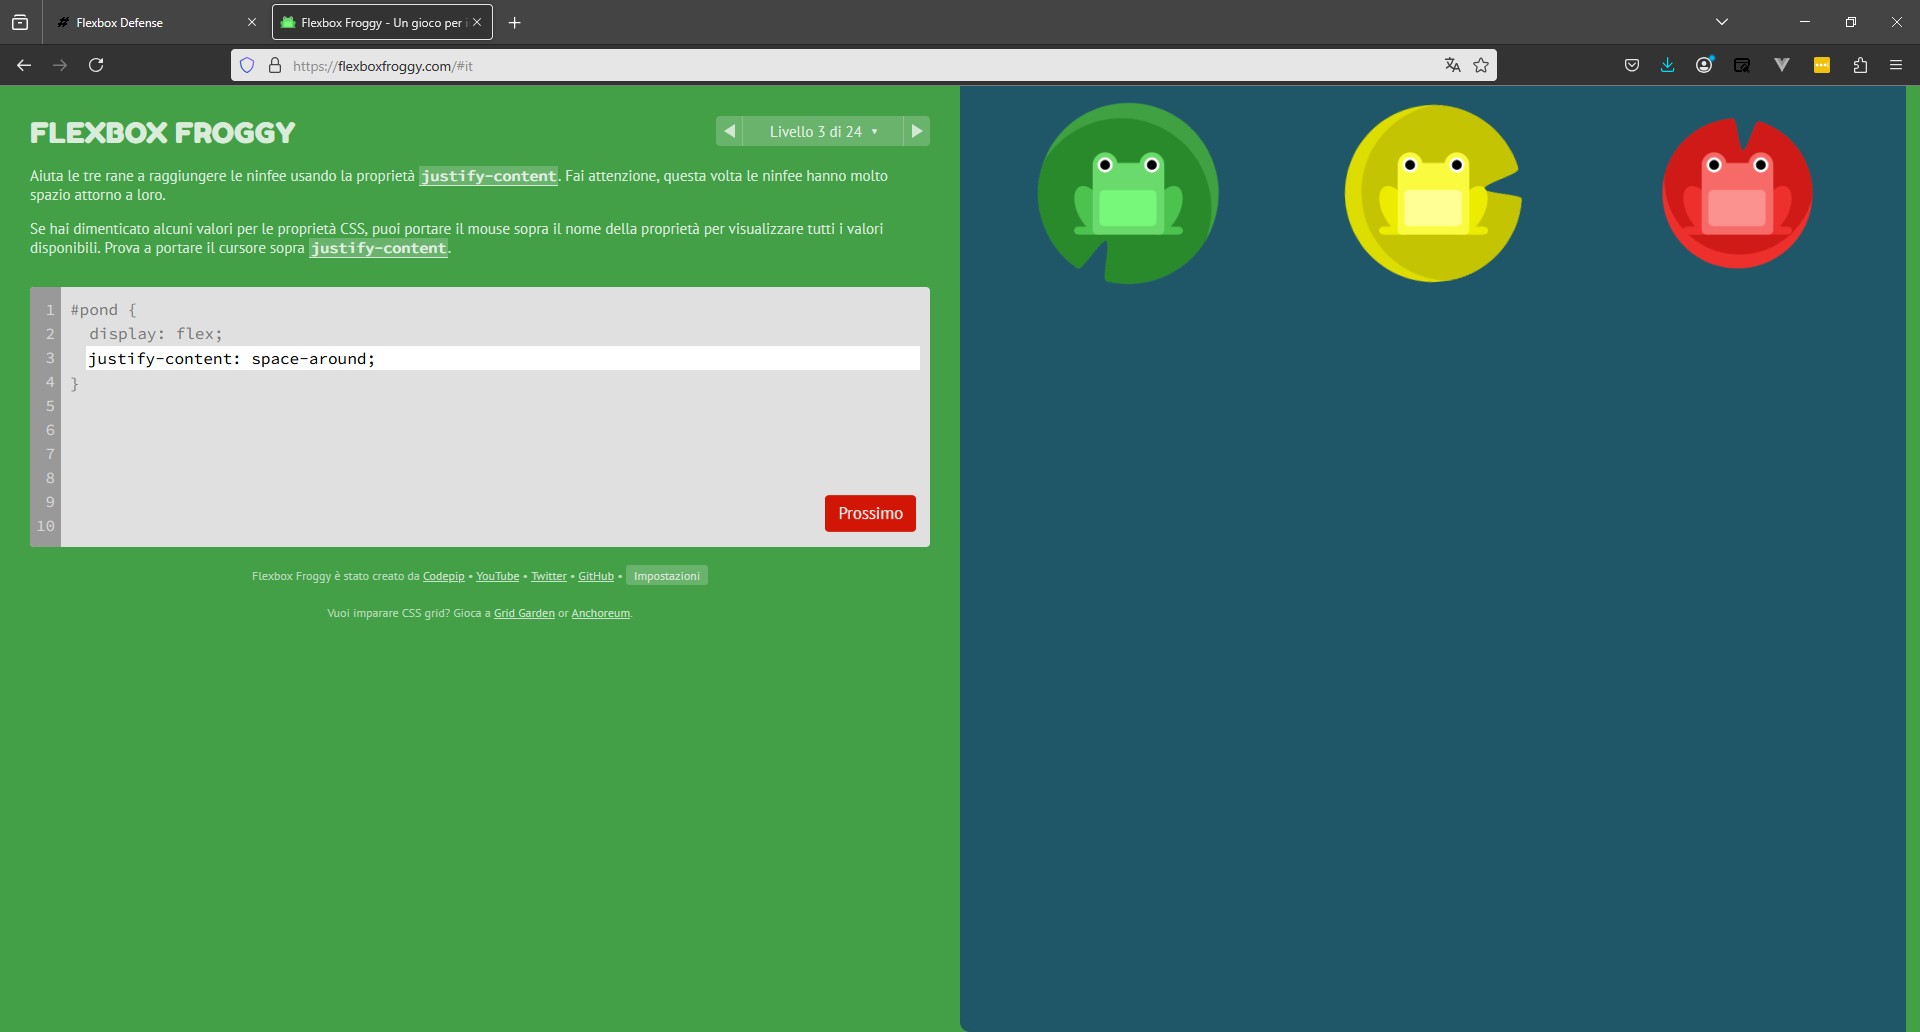 Flexbox Defense
Flexbox Froggy - Un gioco per i
https://flexboxfroggy.com/#it
FLEXBOX FROGGY
Livello 3 di 24
Aiuta le tre rane a raggiungere le ninfee usando la proprietà justify-content. Fai attenzione, questa volta le ninfee hanno molto
spazio attorno a loro.
Se hai dimenticato alcuni valori per le proprietà CSS, puoi portare il mouse sopra il nome della proprietà per visualizzare tutti i valori
disponibili. Prova a portare il cursore sopra justify-content.
1 #pond {
2 display: flex;
3 justify-content: space-around;
4 }
5
6
7
8
9
10
Prossimo
Flexbox Froggy è stato creato da Codepip • YouTube • Twitter • GitHub • Impostazioni
Vuoi imparare CSS grid? Gioca a Grid Garden or Anchoreum.